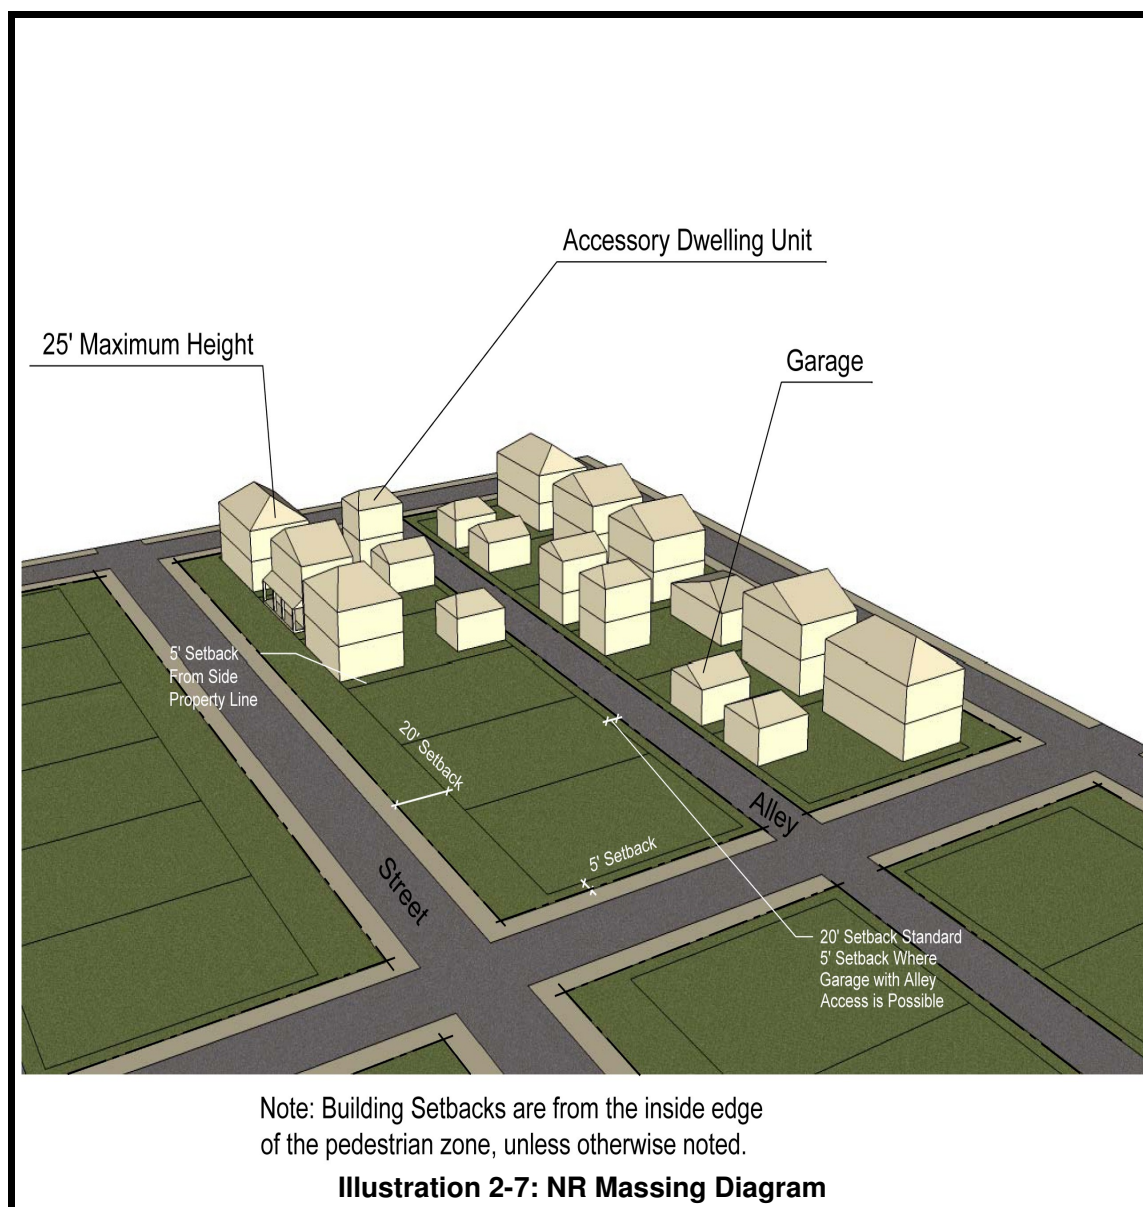 Accessory Dwelling Unit
25' Maximum Height
Garage
5' Setback
From Side
Property Line
20' Setback
Alley
5' Setback
Street
20' Setback Standard
5' Setback Where
Garage with Alley
Access is Possible
Note: Building Setbacks are from the inside edge
of the pedestrian zone, unless otherwise noted.
Illustration 2-7: NR Massing Diagram